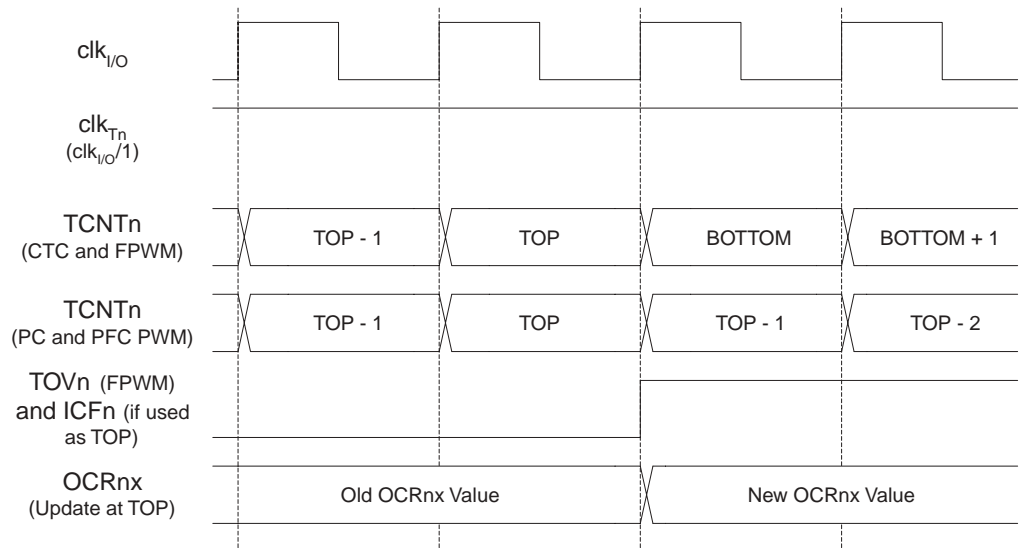 clkI/O
clkTn
(clkI/O/1)
TCNTn
(CTC and FPWM)
TOP - 1
TOP
BOTTOM
BOTTOM + 1
TCNTn
(PC and PFC PWM)
TOP - 1
TOP
TOP - 1
TOP - 2
TOVn (FPWM)
and ICFn (if used
as TOP)
OCRnx
(Update at TOP)
Old OCRnx Value
New OCRnx Value